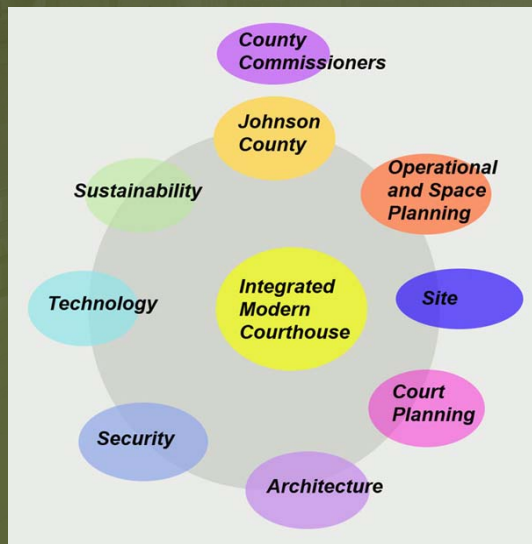 County
Commissioners
Johnson
County
Operational
and Space
Planning
Sustainability
Integrated
Modern
Courthouse
Technology
Site
Court
Planning
Security
Architecture